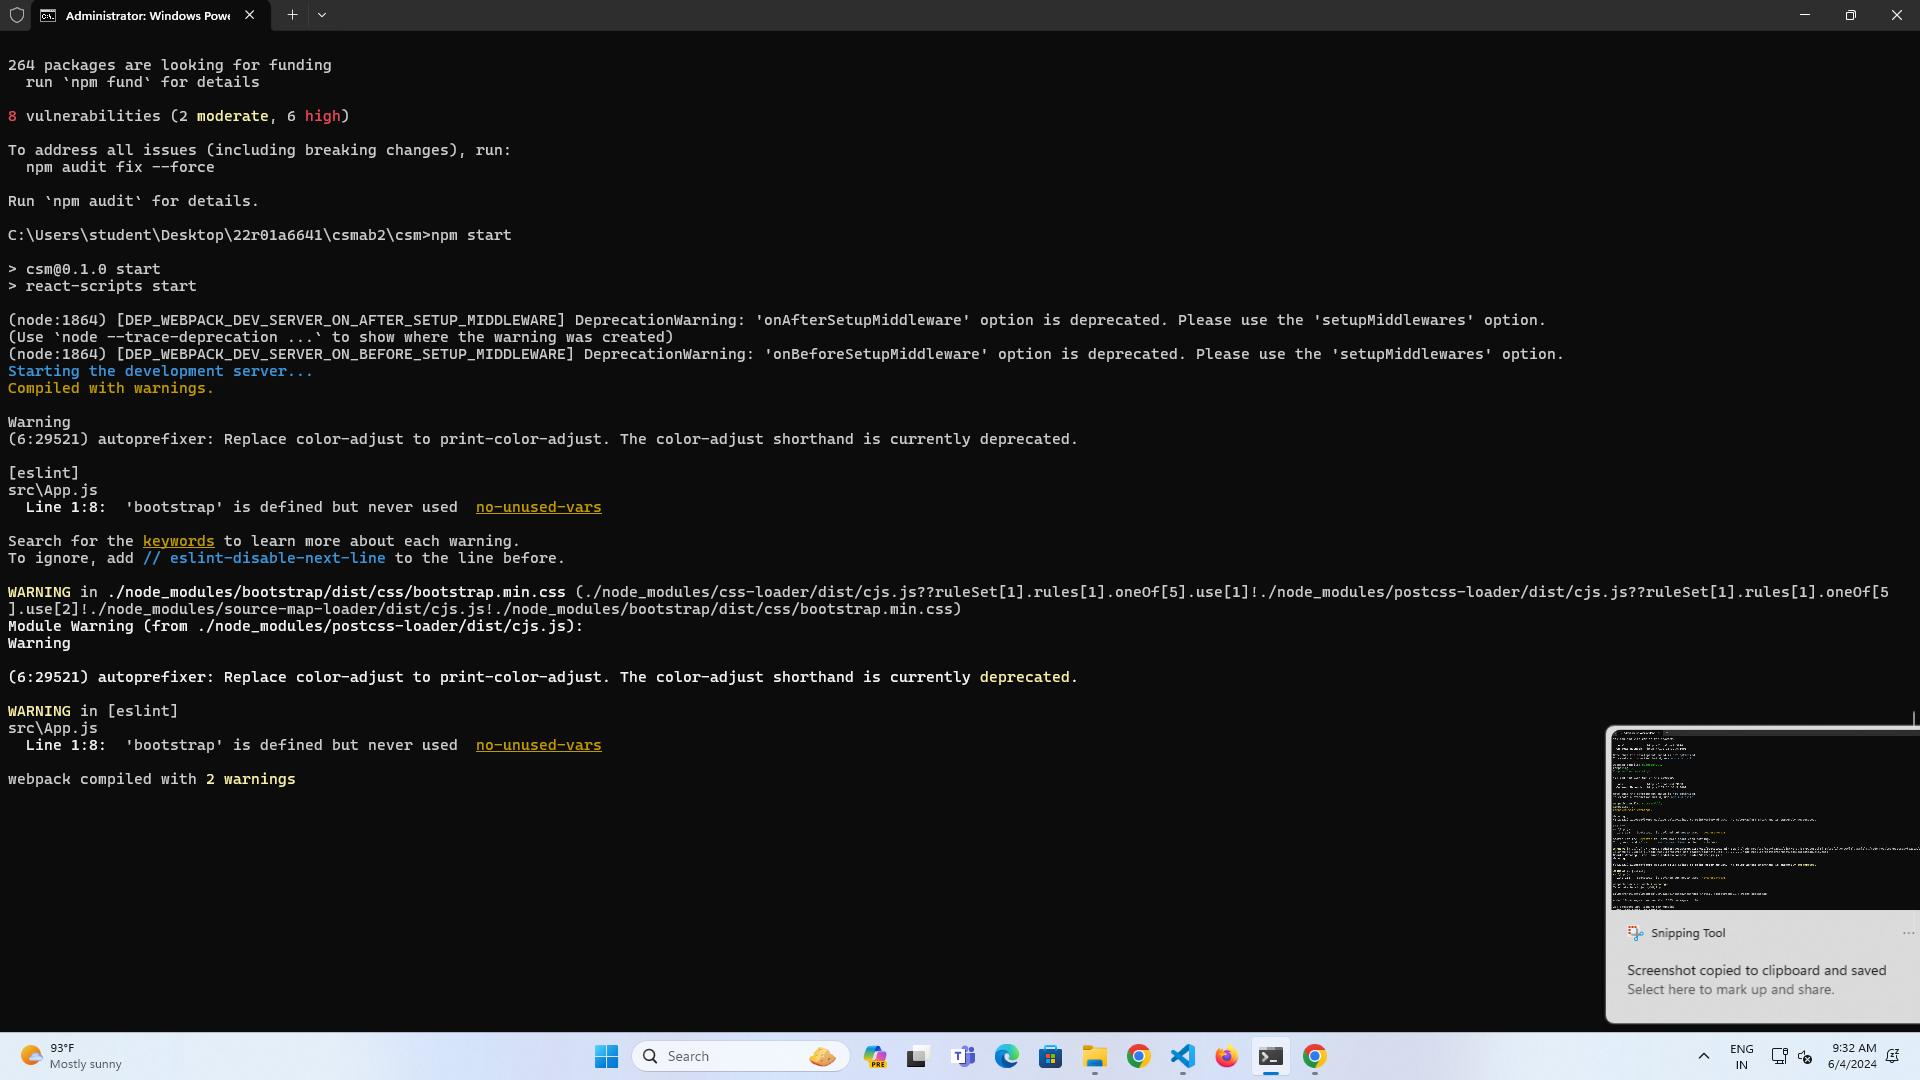 Administrator: Windows Powe
264 packages are looking for funding
  run `npm fund` for details
8 vulnerabilities (2 moderate, 6 high)
To address all issues (including breaking changes), run:
  npm audit fix --force
Run `npm audit` for details.
C:\Users\student\Desktop\22r01a6641\csmab2\csm>npm start
> csm@0.1.0 start
> react-scripts start
(node:1864) [DEP_WEBPACK_DEV_SERVER_ON_AFTER_SETUP_MIDDLEWARE] DeprecationWarning: 'onAfterSetupMiddleware' option is deprecated. Please use the 'setupMiddlewares' option.
(Use `node --trace-deprecation ...` to show where the warning was created)
(node:1864) [DEP_WEBPACK_DEV_SERVER_ON_BEFORE_SETUP_MIDDLEWARE] DeprecationWarning: 'onBeforeSetupMiddleware' option is deprecated. Please use the 'setupMiddlewares' option.
Starting the development server...
Compiled with warnings.
Warning
(6:29521) autoprefixer: Replace color-adjust to print-color-adjust. The color-adjust shorthand is currently deprecated.
[eslint]
src\App.js
  Line 1:8:  'bootstrap' is defined but never used  no-unused-vars
Search for the keywords to learn more about each warning.
To ignore, add // eslint-disable-next-line to the line before.
WARNING in ./node_modules/bootstrap/dist/css/bootstrap.min.css (./node_modules/css-loader/dist/cjs.js??ruleSet[1].rules[1].oneOf[5].use[1]!./node_modules/postcss-loader/dist/cjs.js??ruleSet[1].rules[1].oneOf[5
].use[2]!./node_modules/source-map-loader/dist/cjs.js!./node_modules/bootstrap/dist/css/bootstrap.min.css)
Module Warning (from ./node_modules/postcss-loader/dist/cjs.js):
Warning
(6:29521) autoprefixer: Replace color-adjust to print-color-adjust. The color-adjust shorthand is currently deprecated.
WARNING in [eslint]
src\App.js
  Line 1:8:  'bootstrap' is defined but never used  no-unused-vars
webpack compiled with 2 warnings
Snipping Tool
Screenshot copied to clipboard and saved
Select here to mark up and share.
93°F
Mostly sunny
Search
PRE
ENG
IN
9:32 AM
6/4/2024